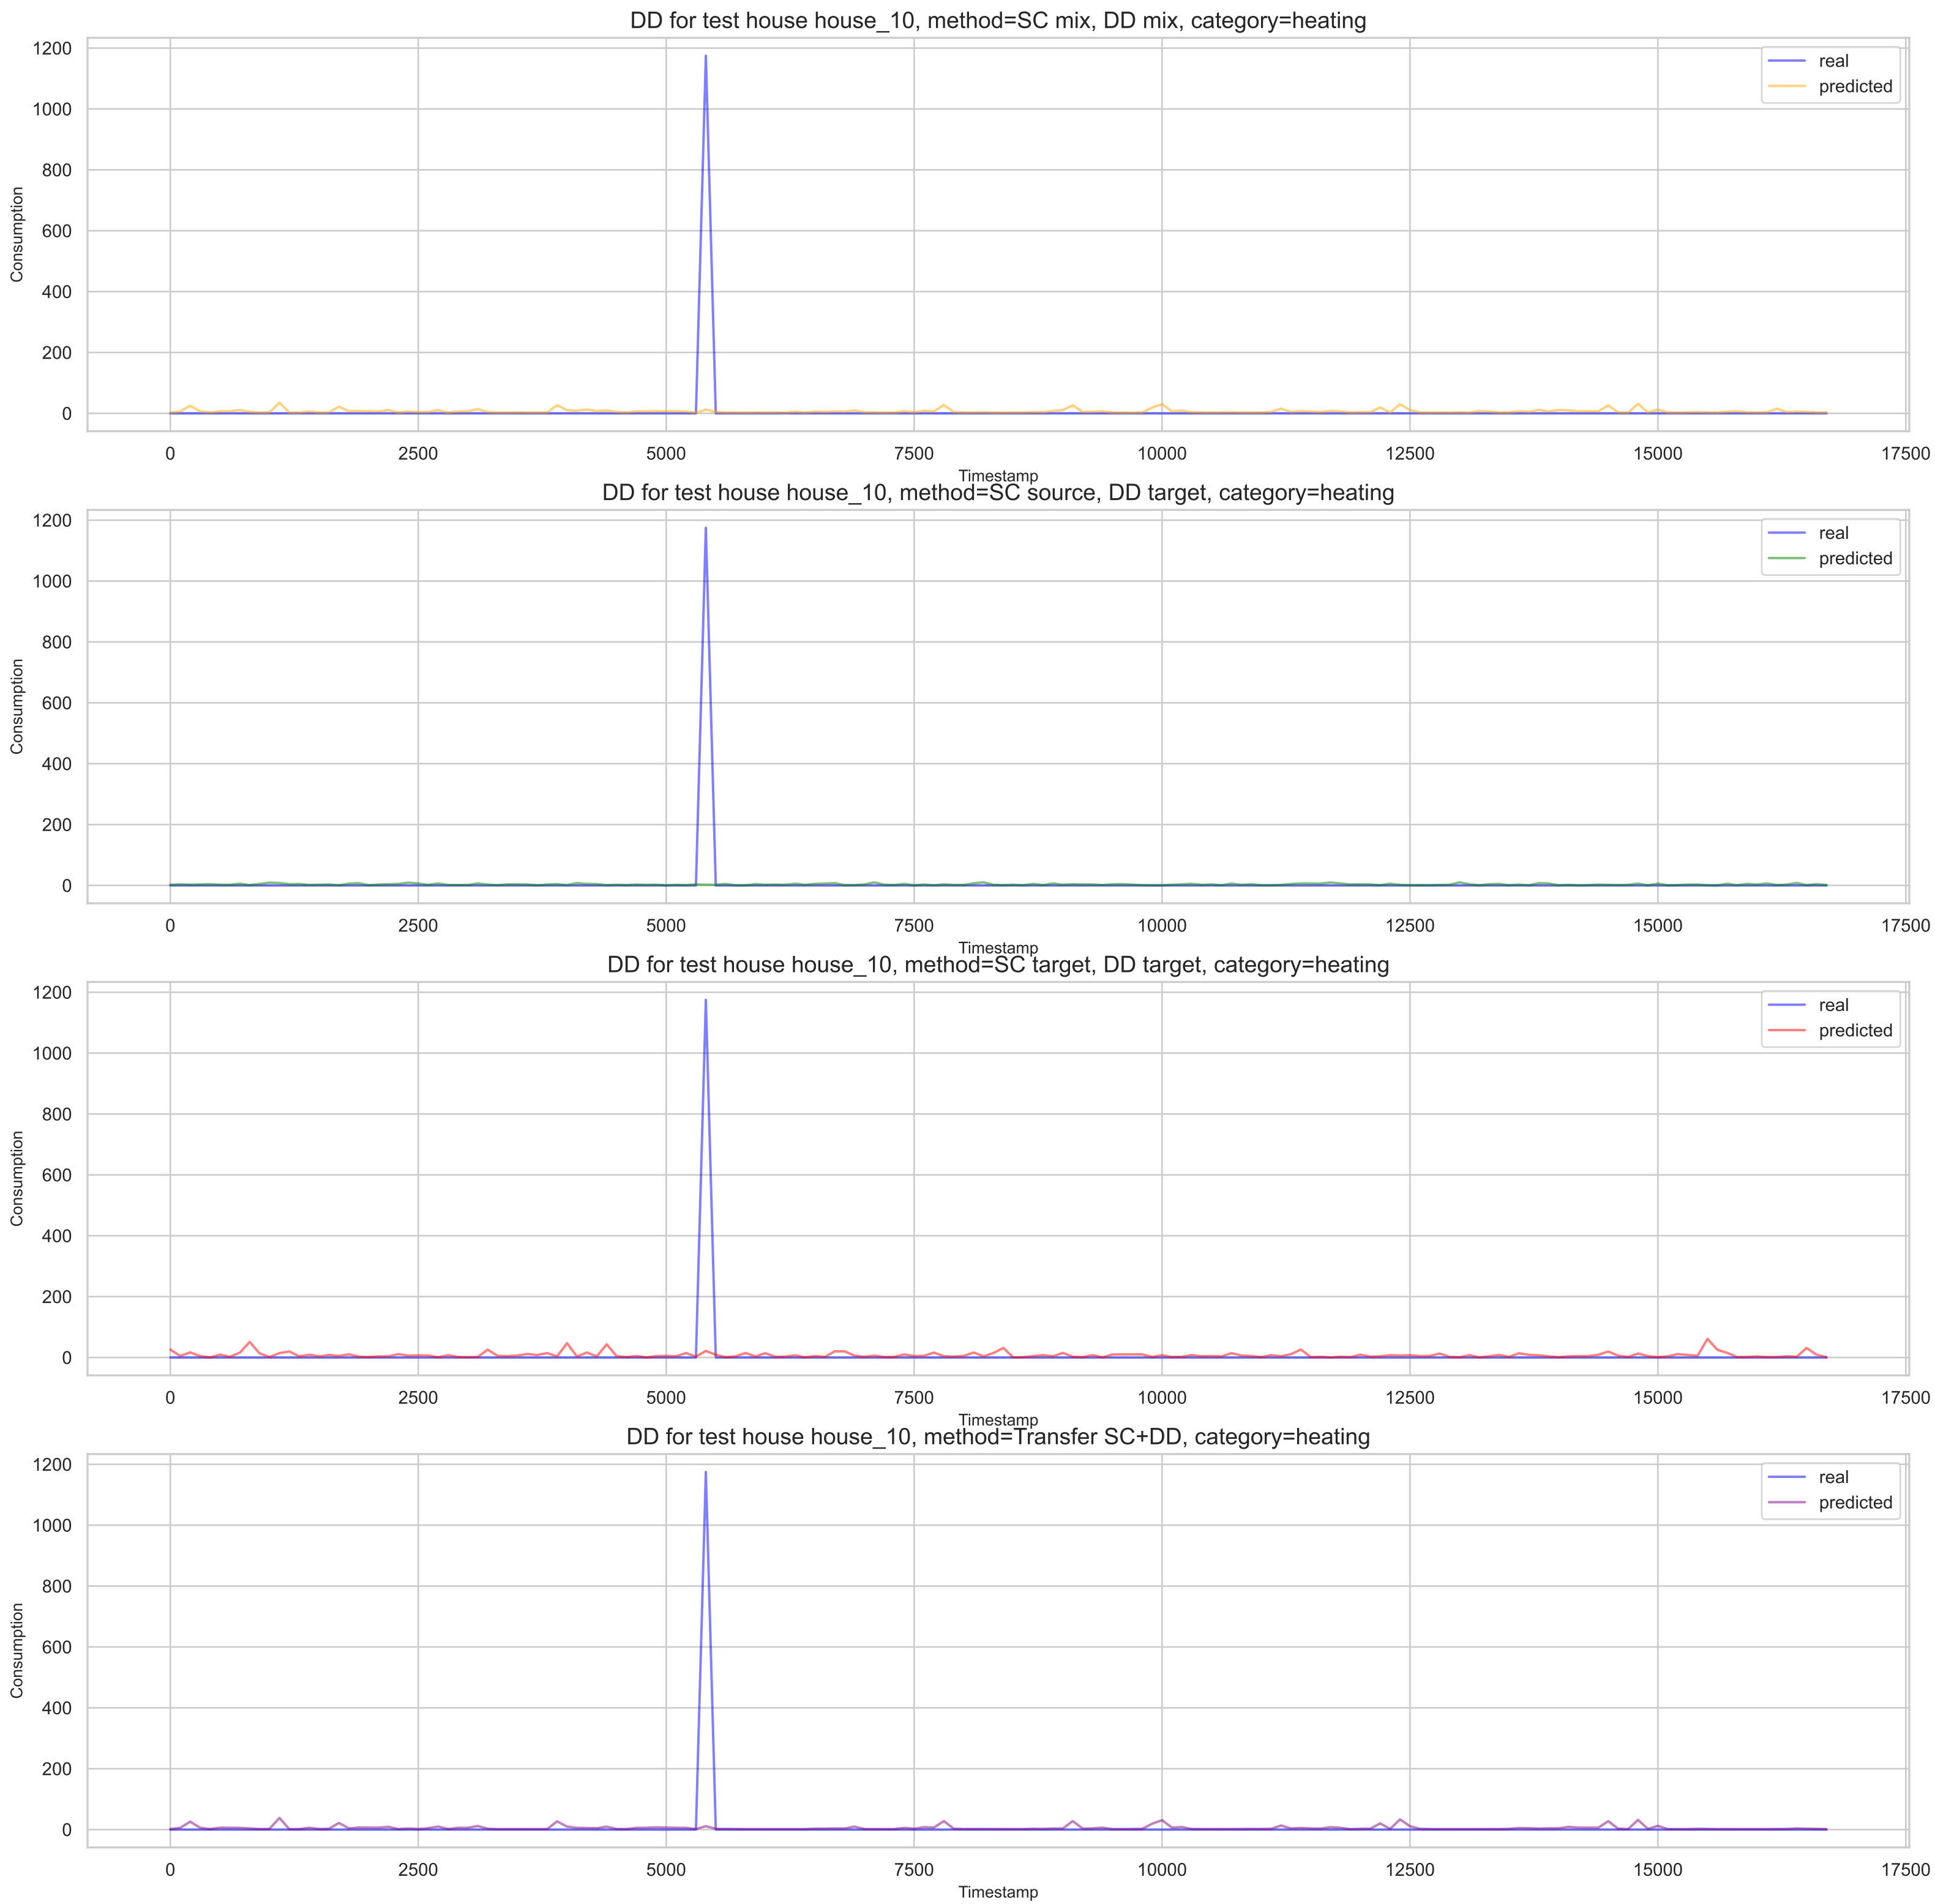 DD for test house house_10, method=SC mix, DD mix, category=heating
1200
1000
800
600
400
200
0
Consumption
real
predicted
0 2500 5000 7500 10000 12500 15000 17500
Timestamp
DD for test house house_10, method=SC source, DD target, category=heating
1200
1000
800
600
400
200
0
Consumption
real
predicted
0 2500 5000 7500 10000 12500 15000 17500
Timestamp
DD for test house house_10, method=SC target, DD target, category=heating
1200
1000
800
600
400
200
0
Consumption
real
predicted
0 2500 5000 7500 10000 12500 15000 17500
Timestamp
DD for test house house_10, method=Transfer SC+DD, category=heating
1200
1000
800
600
400
200
0
Consumption
real
predicted
0 2500 5000 7500 10000 12500 15000 17500
Timestamp